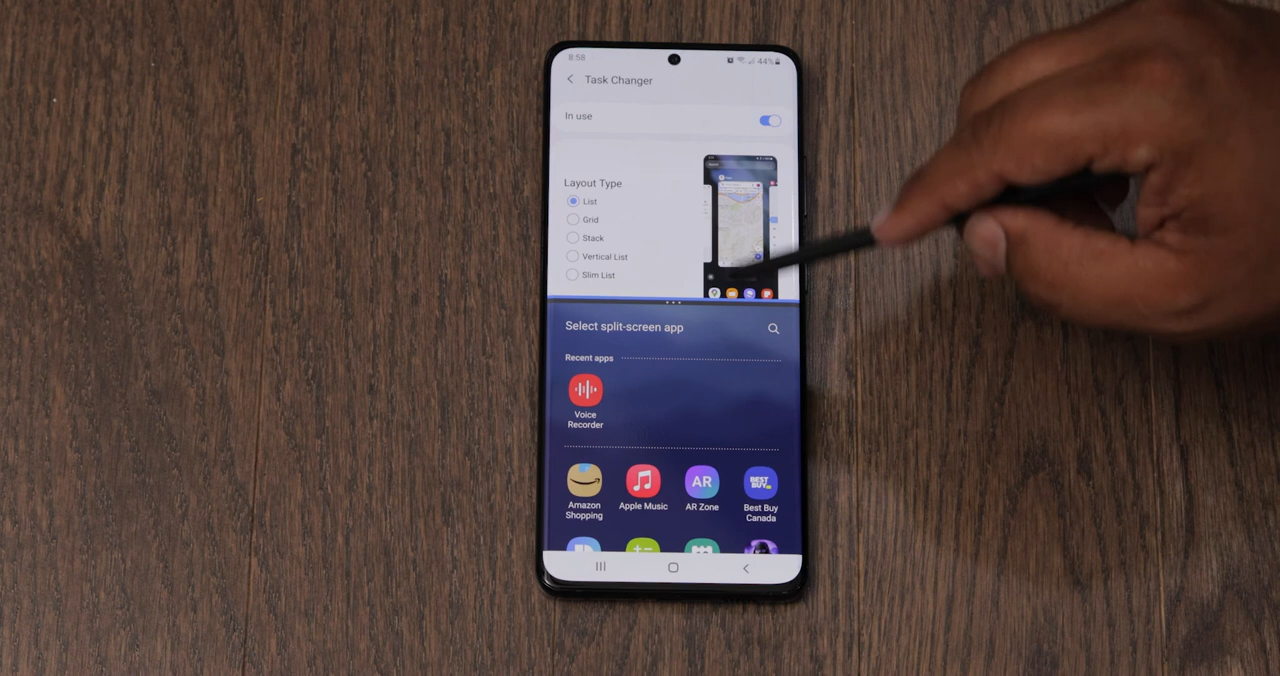 8:58
44%
Task Changer
In use
Layout Type
List
Grid
Stack
Vertical List
Slim List
Select split-screen app
Recent apps
Voice
Recorder
AR
BEST
BUY
Amazon
Shopping
Apple Music
AR Zone
Best Buy
Canada